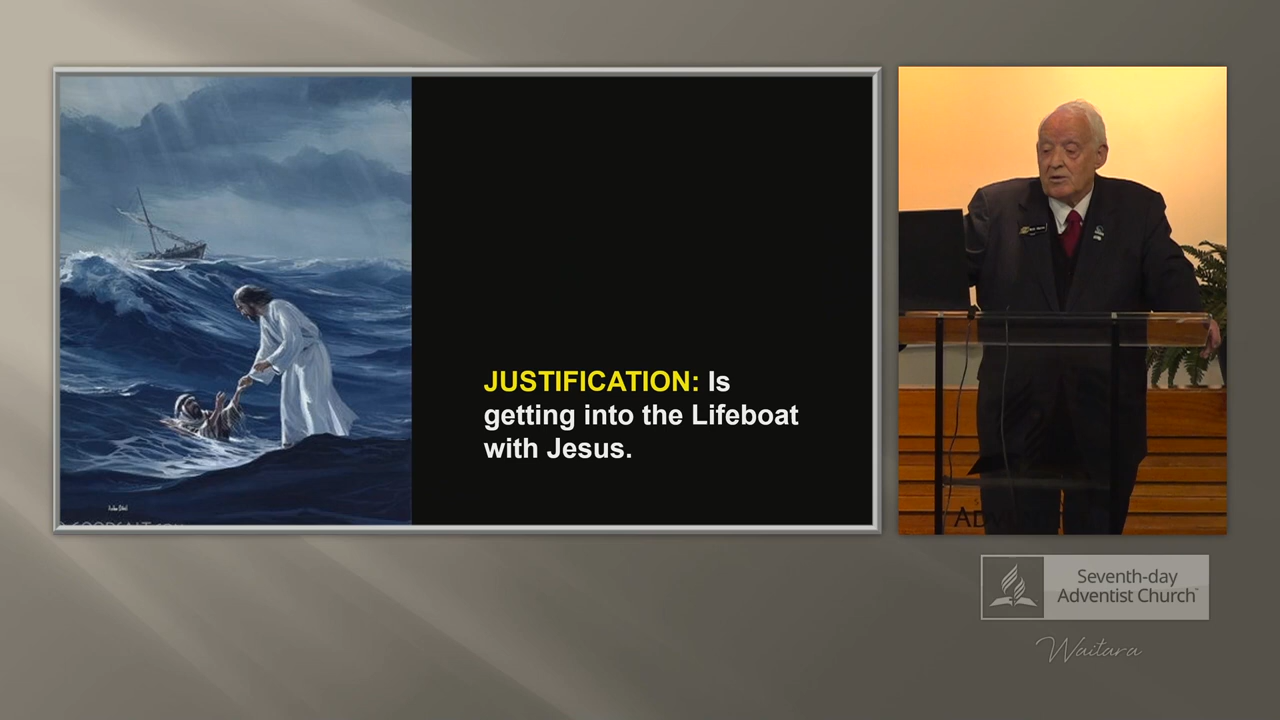 JUSTIFICATION: Is
getting into the Lifeboat
with Jesus.
Seventh-day
Adventist Church
Waitara